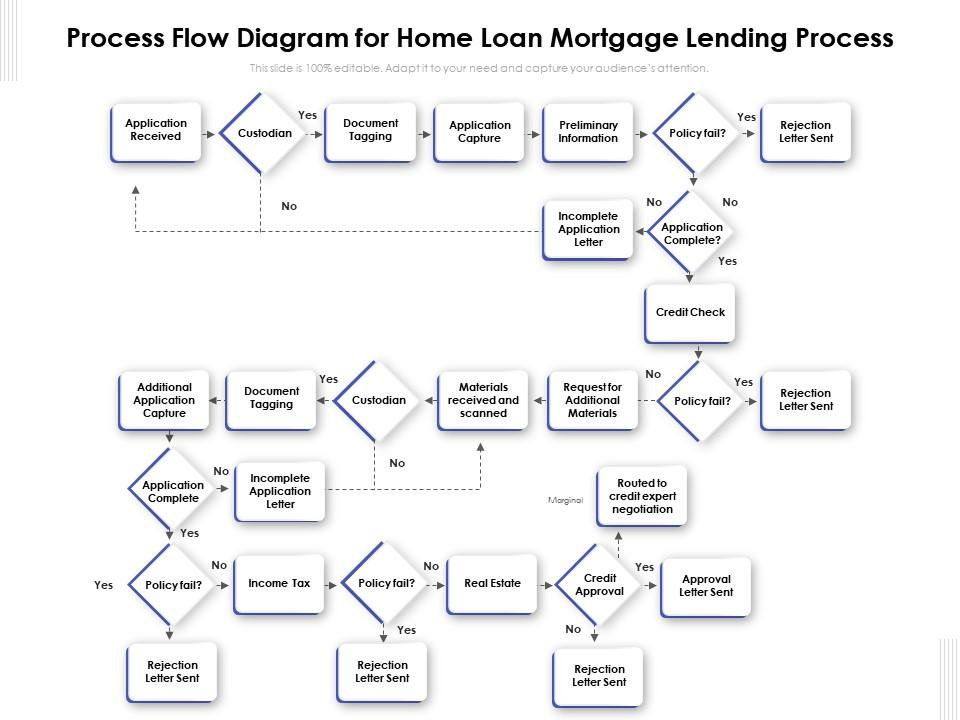 Process Flow Diagram for Home Loan Mortgage Lending Process
This slide is 100% editable. Adapt it to your need and capture your audience's attention.
Application
Received
Custodian
Yes
Document
Tagging
Application
Capture
Preliminary
Information
Policy fail?
Yes
Rejection
Letter Sent
No
Incomplete
Application
Letter
No
No
Application
Complete?
Yes
Credit Check
Additional
Application
Capture
Document
Tagging
Yes
Custodian
Materials
received and
scanned
Request for
Additional
Materials
No
Policy fail?
Yes
Rejection
Letter Sent
No
Application
Complete
No
Incomplete
Application
Letter
Marginal
Routed to
credit expert
negotiation
Yes
Yes
Policy fail?
No
Income Tax
Policy fail?
No
Real Estate
Credit
Approval
Yes
Approval
Letter Sent
Yes
No
Rejection
Letter Sent
Rejection
Letter Sent
Rejection
Letter Sent